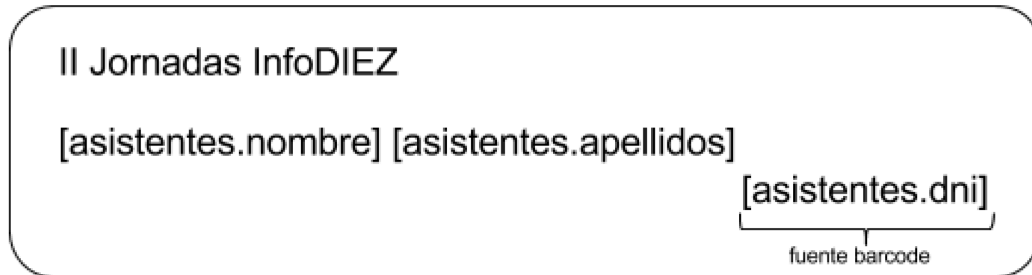 II Jornadas InfoDIEZ
[asistentes.nombre] [asistentes.apellidos]
[asistentes.dni]
fuente barcode